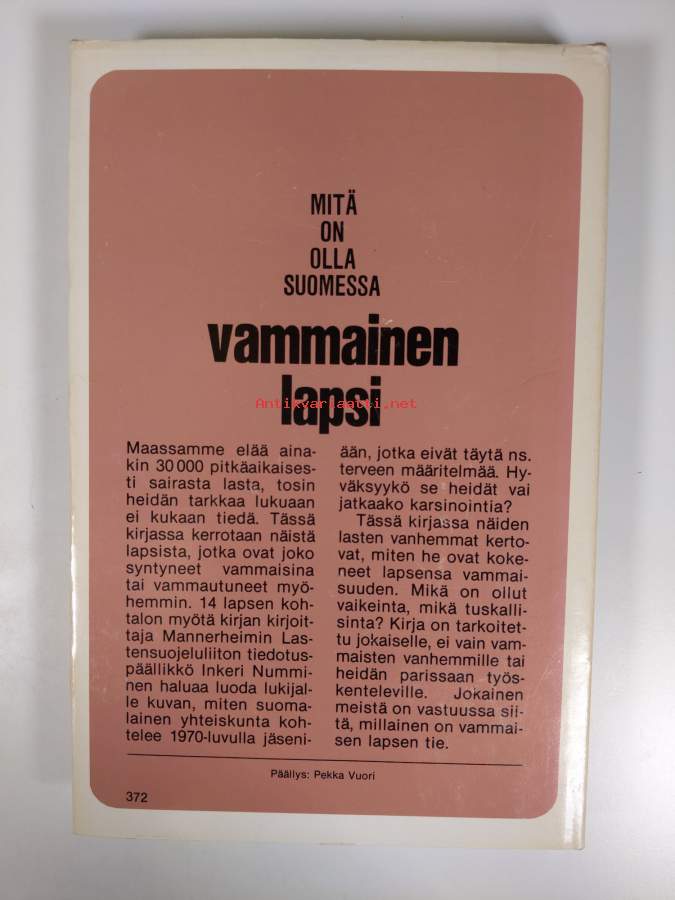 MITÄ
ON
OLLA
SUOMESSA
vammainen
lapsi
Antikvariaatti.net
Maassamme elää aina-
kin 30 000 pitkäaikaises-
ti sairasta lasta, tosin
heidän tarkkaa lukuaan
ei kukaan tiedä. Tässä
kirjassa kerrotaan näistä
lapsista, jotka ovat joko
syntyneet vammaisina
tai vammautuneet myö-
hemmin. 14 lapsen koh-
talon myötä kirjan kirjoit-
taja Mannerheimin Las-
tensuojeluliiton tiedotus-
päällikkö Inkeri Nummi-
nen haluaa luoda lukijal-
le kuvan, miten suoma-
lainen yhteiskunta koh-
telee 1970-luvulla jäseni-
ään, jotka eivät täytä ns.
terveen määritelmää. Hy-
väksyykö se heidät vai
jatkaako karsinointia?
Tässä kirjassa näiden
lasten vanhemmat kerto-
vat, miten he ovat koke-
neet lapsensa vammai-
suuden. Mikä on ollut
vaikeinta, mikä tuskalli-
sinta? Kirja on tarkoitet-
tu jokaiselle, ei vain vam-
maisten vanhemmille tai
heidän parissaan työs-
kenteleville. Jokainen
meistä on vastuussa sii-
tä, millainen on vammai-
sen lapsen tie.
Päällys: Pekka Vuori
372